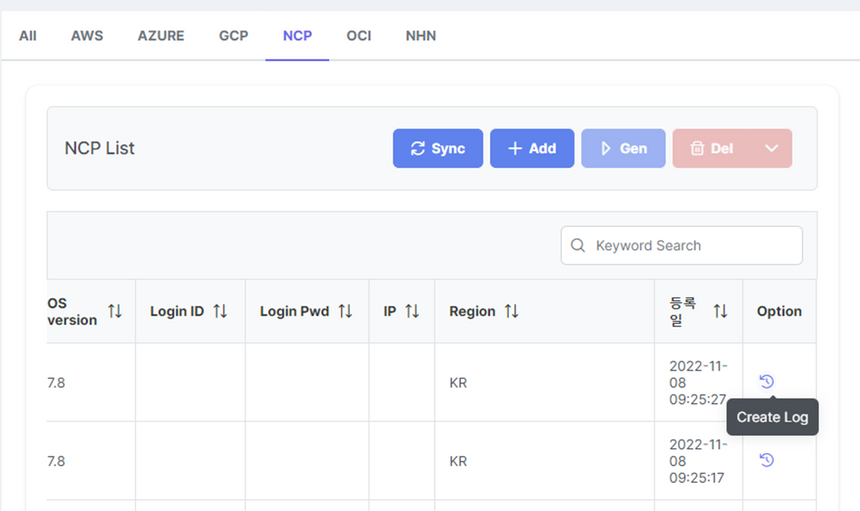 All AWS AZURE GCP NCP OCI NHN
NCP List Sync Add Gen Del
Keyword Search
OS version Login ID Login Pwd IP Region 등록일 Option
7.8 KR 2022-11-08 09:25:27
Create Log
7.8 KR 2022-11-08 09:25:17